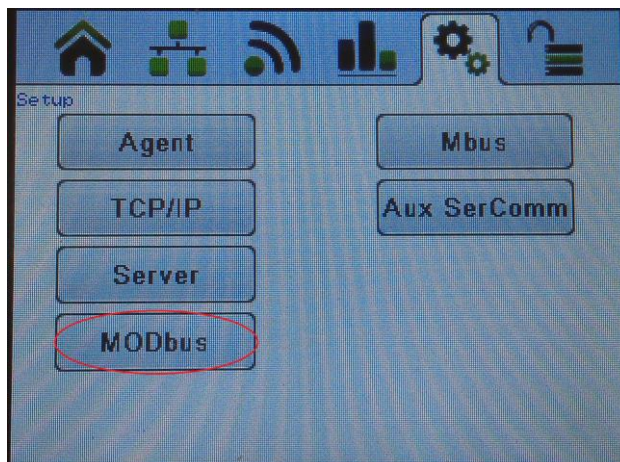 Setup
Agent
Mbus
TCP/IP
Aux SerComm
Server
MODbus